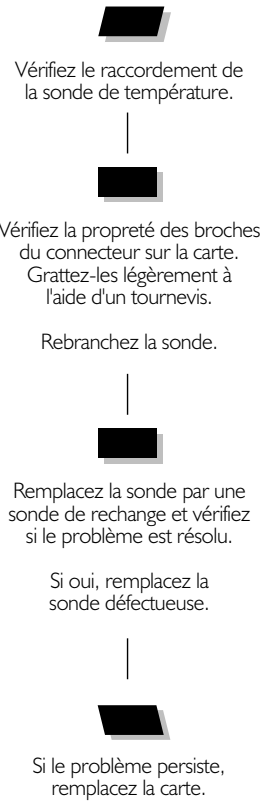 Vérifiez le raccordement de
la sonde de température.
Vérifiez la propreté des broches
du connecteur sur la carte.
Grattez-les légèrement à
l'aide d'un tournevis.
Rebranchez la sonde.
Remplacez la sonde par une
sonde de rechange et vérifiez
si le problème est résolu.
Si oui, remplacez la
sonde défectueuse.
Si le problème persiste,
remplacez la carte.